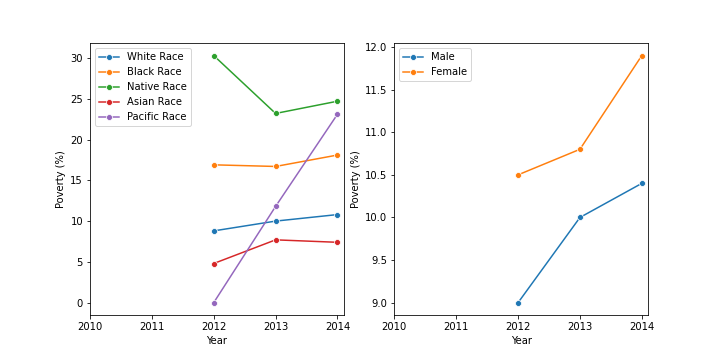 30
25
20
15
10
5
0
Poverty (%)
2010 2011 2012 2013 2014
Year
White Race
Black Race
Native Race
Asian Race
Pacific Race
12.0
11.5
11.0
10.5
10.0
9.5
9.0
Poverty (%)
2010 2011 2012 2013 2014
Year
Male
Female